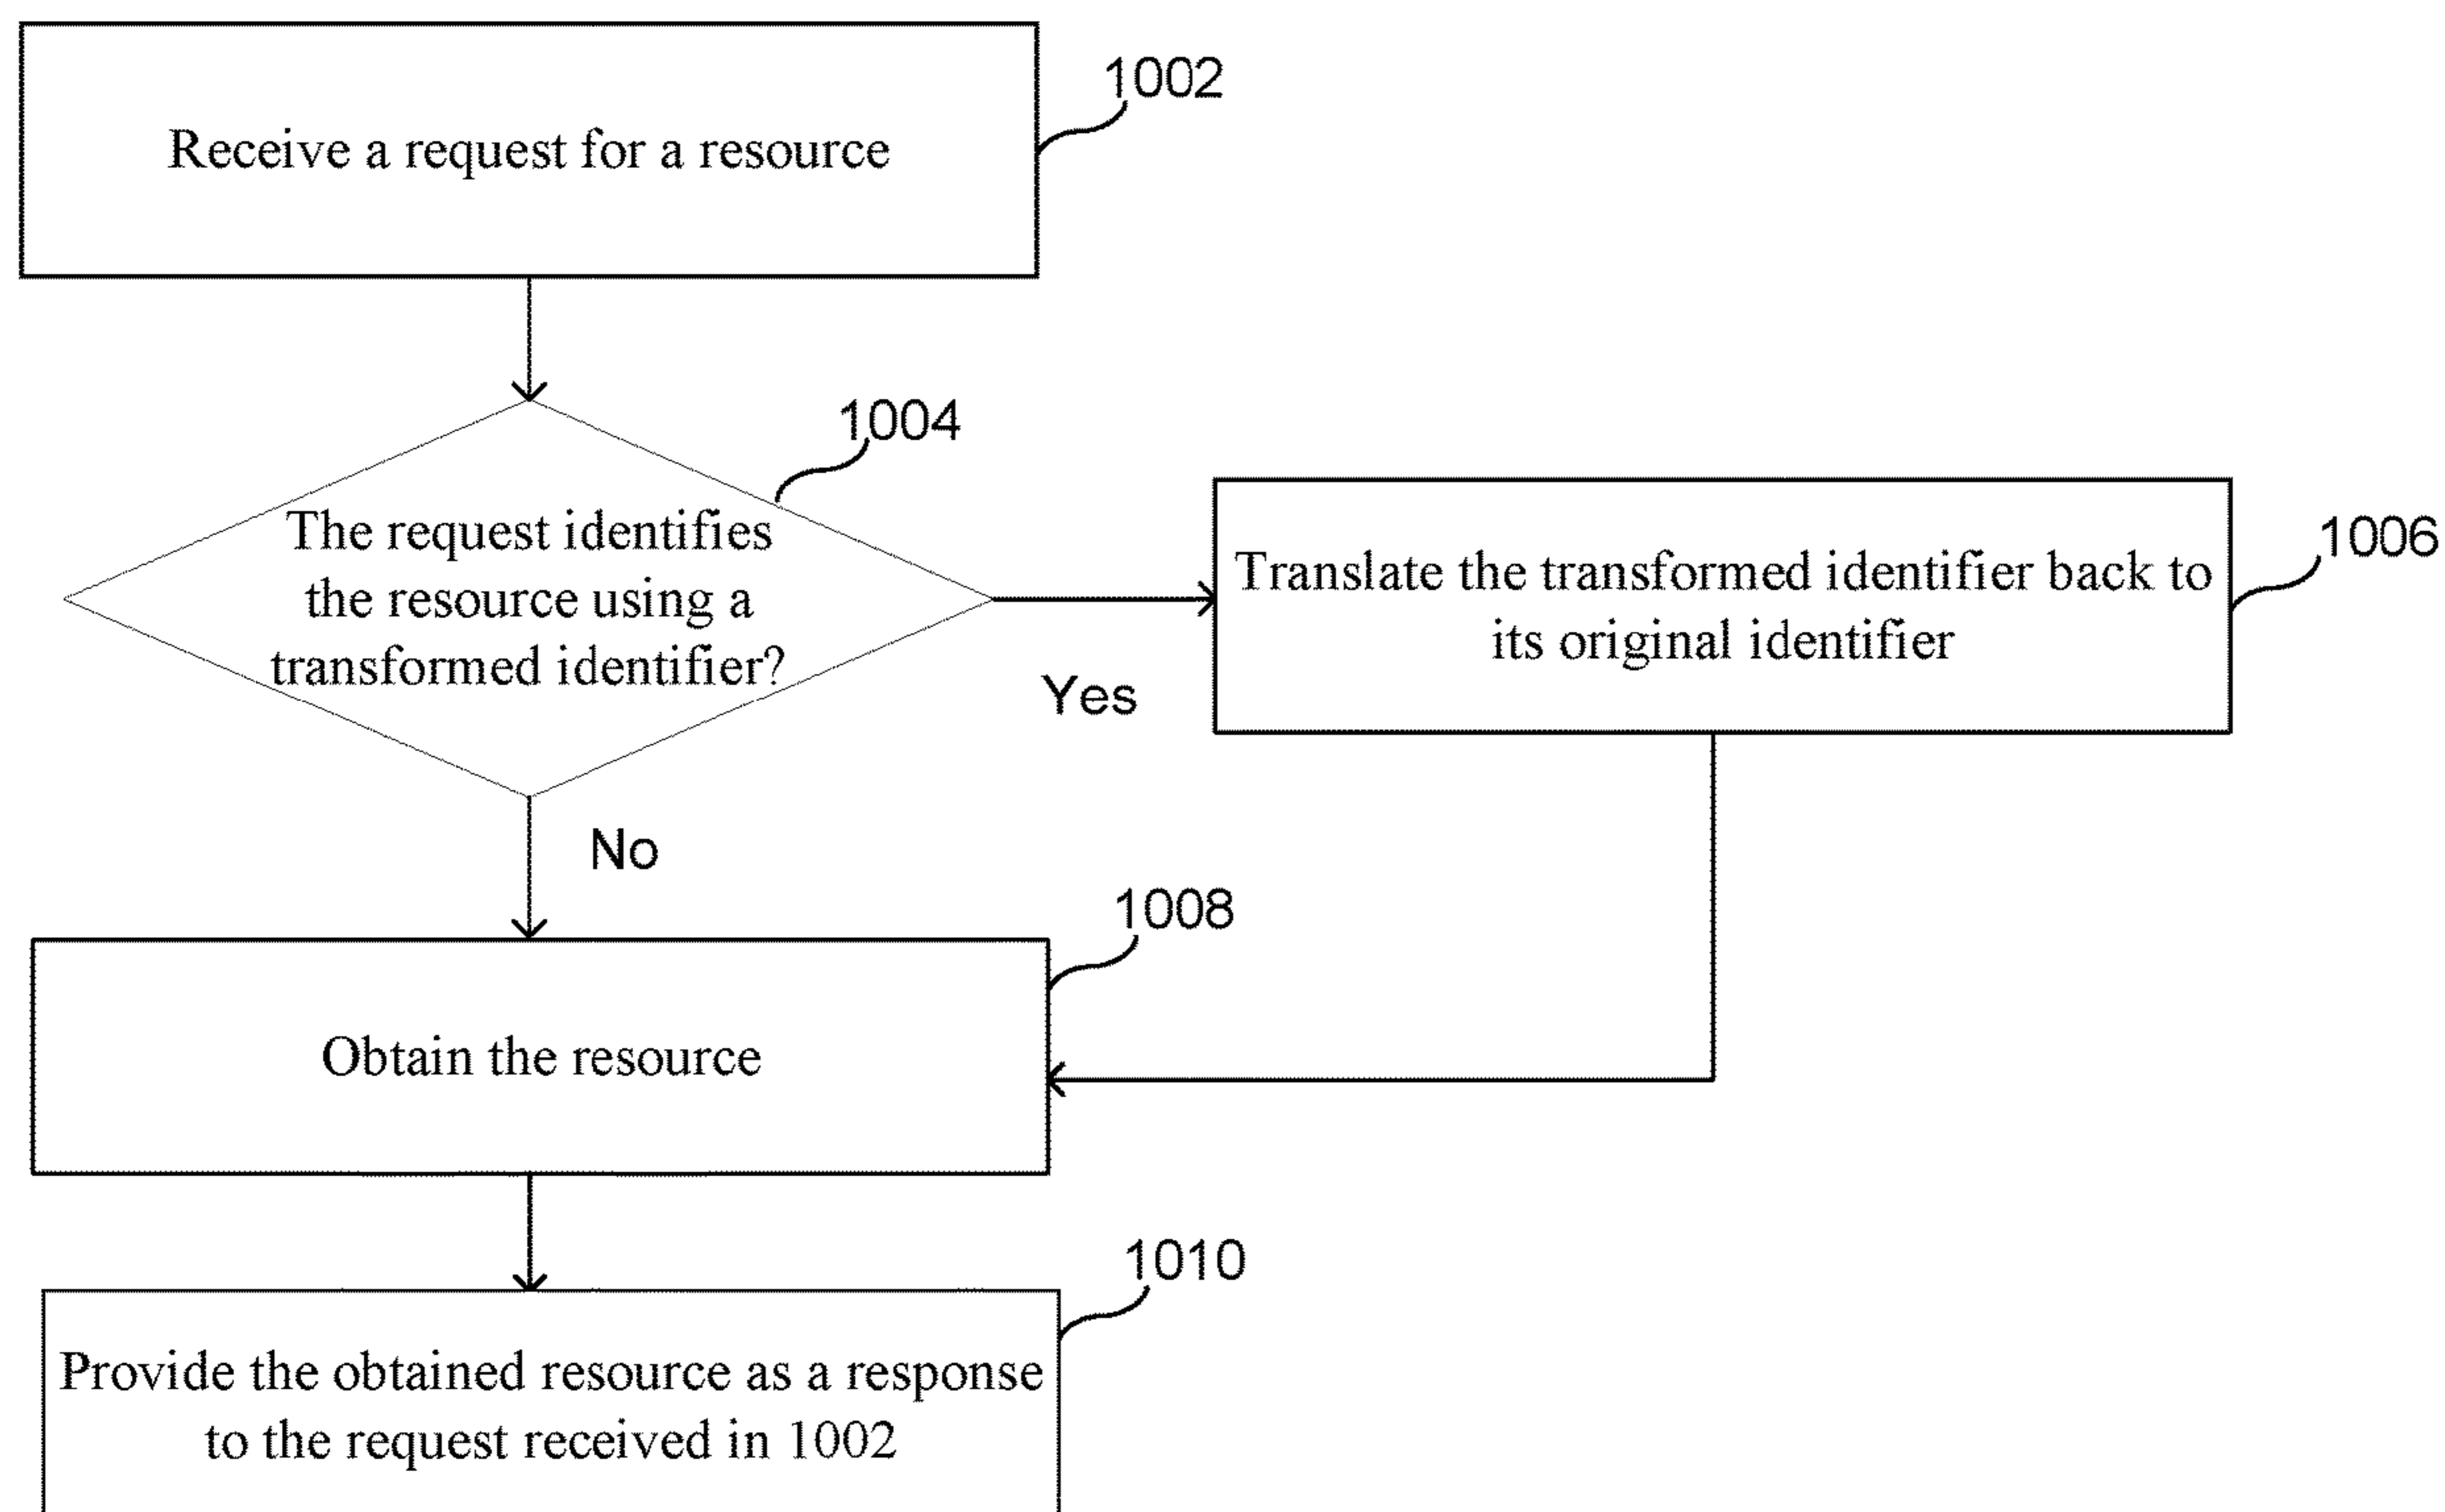 1002
Receive a request for a resource
1004
The request identifies
the resource using a
transformed identifier?
Yes
1006
Translate the transformed identifier back to
its original identifier
No
1008
Obtain the resource
1010
Provide the obtained resource as a response
to the request received in 1002